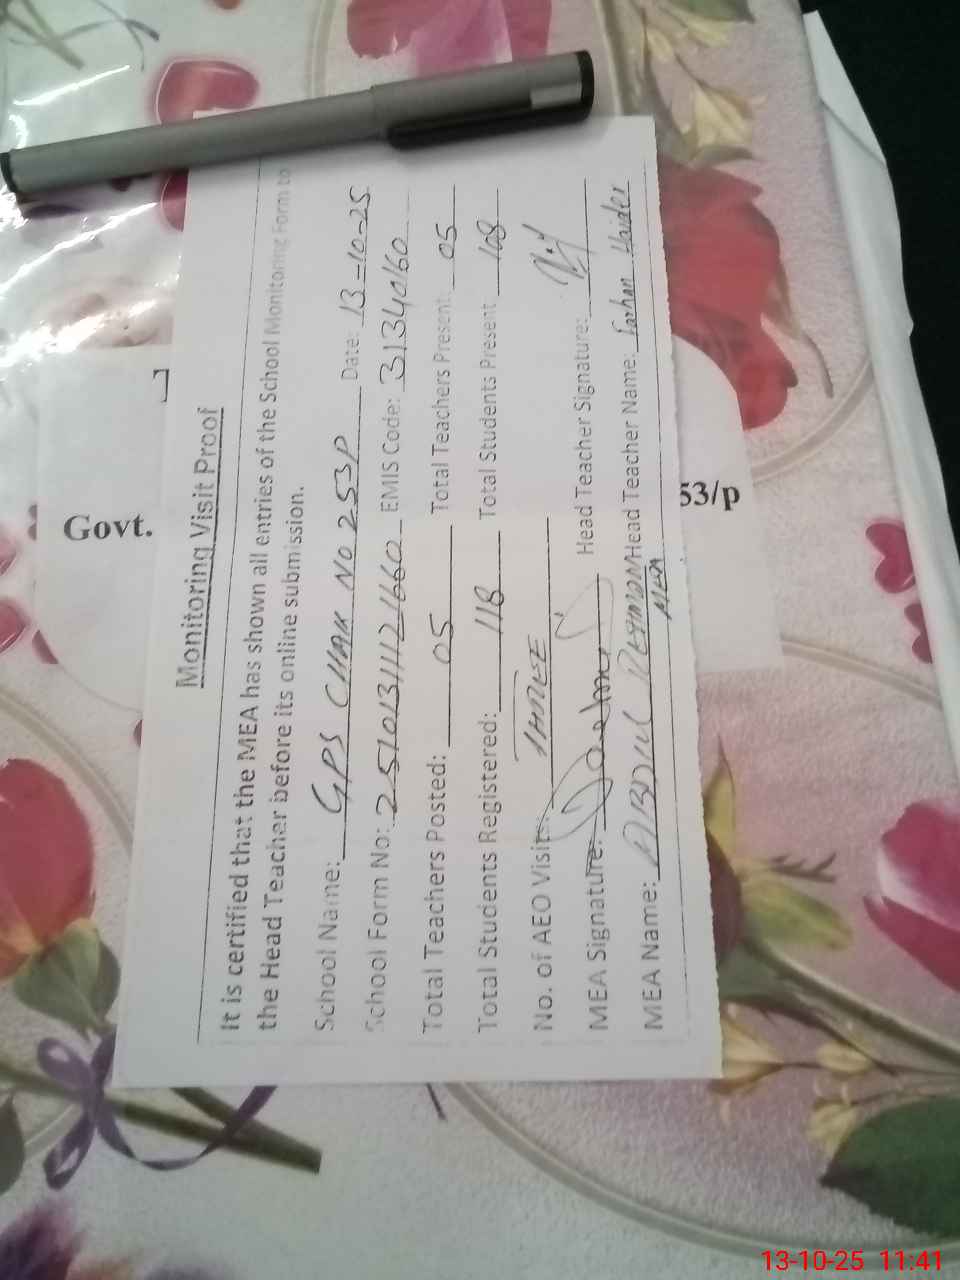 Govt.
53/p
Monitoring Visit Proof
It is certified that the MEA has shown all entries of the School Monitoring Form to
the Head Teacher before its online submission.
School Name: GPS CHAK NO 253P Date: 13-10-25
School Form No: EMIS Code: 31340160
Total Teachers Posted: 05 Total Teachers Present: 05
Total Students Registered: 118 Total Students Present 108
No. of AEO Visits: THREE
MEA Signature: Head Teacher Signature:
MEA Name: ABDUL REHMAN Head Teacher Name: Farhan Haider
MEA
13-10-25 11:41